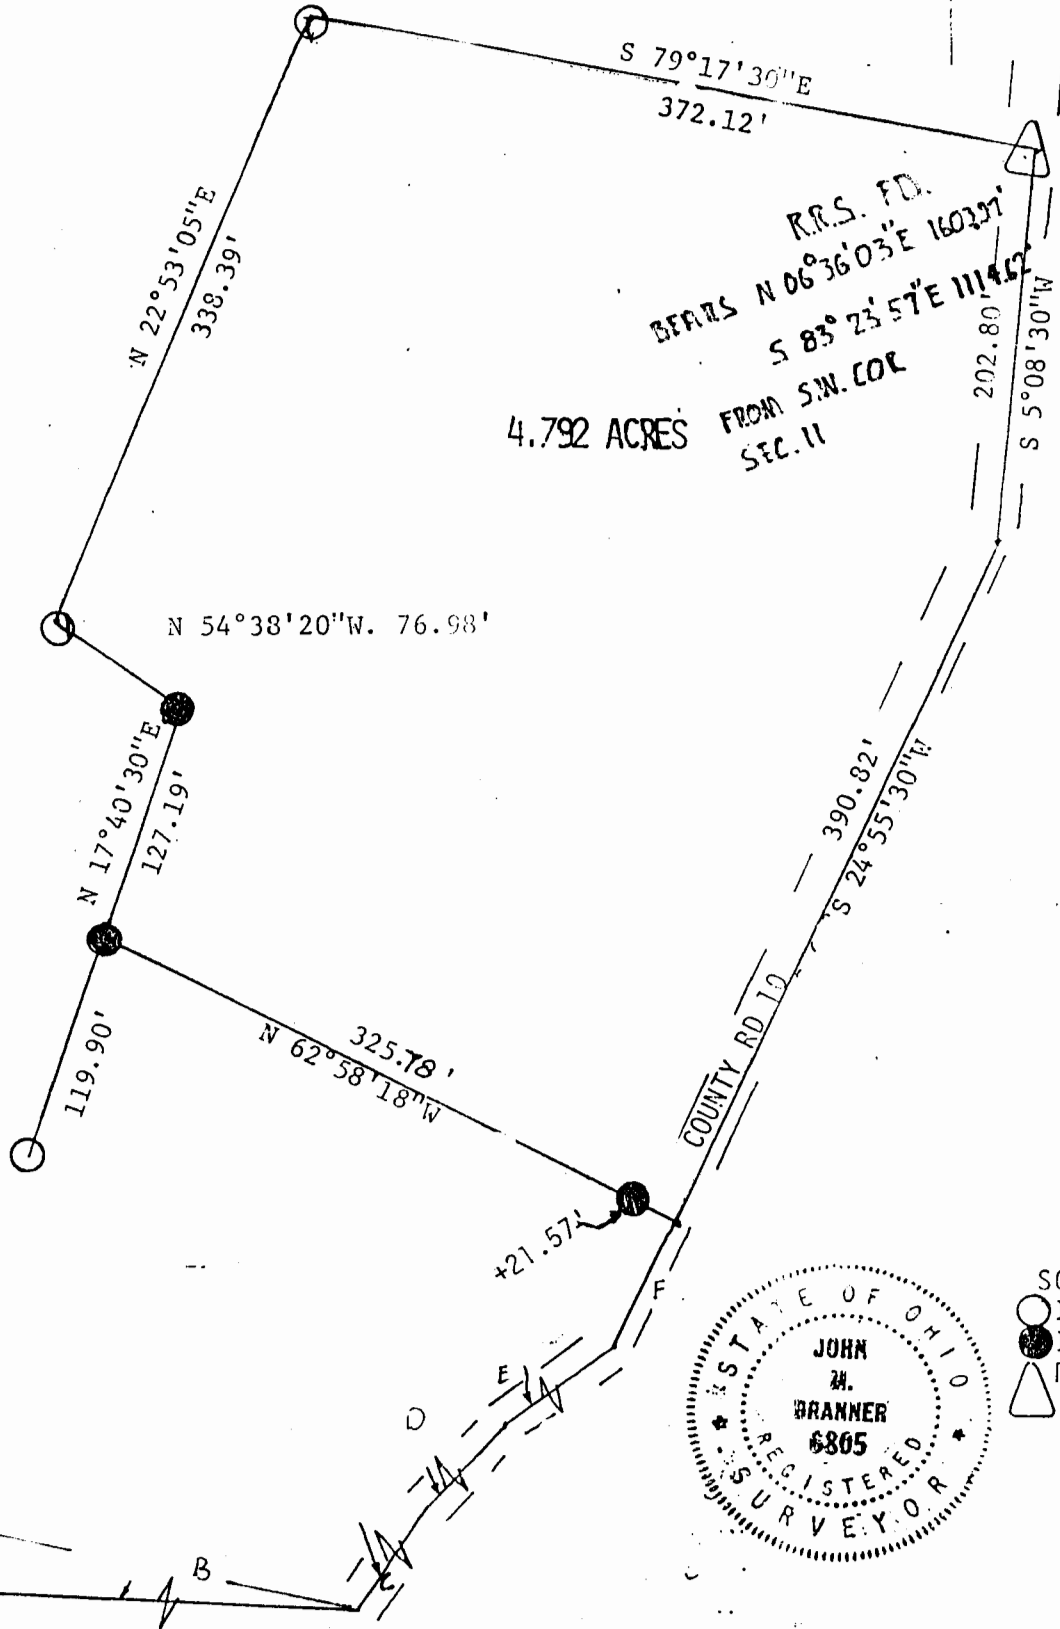 S 79°17'30"E
372.12'
N 22°53'05"E
338.39'
R.R.S. FD.
BEARS N 06°36'03"E
S 83°23'57"E 1114.62'
FROM S.W. COR
SEC. 11
4.792 ACRES
202.80'
S 5°08'30"W
N 54°38'20"W. 76.98'
N 17°40'30"E
127.19'
390.82'
S 24°55'30"W
COUNTY RD 10
119.90'
325.78'
N 62°58'18"W
+21.57'
F
E
D
B
STATE OF OHIO
JOHN
M.
BRANNER
6805
REGISTERED
SURVEYOR